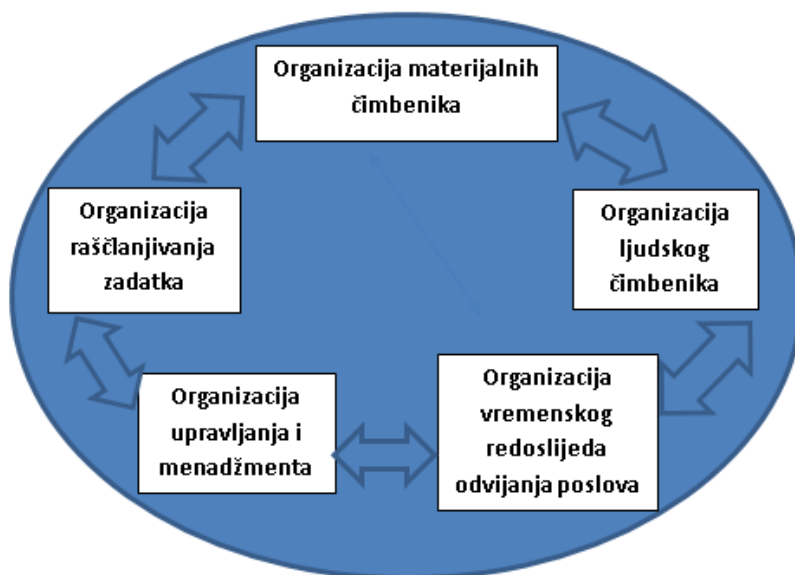 Organizacija materijalnih
čimbenika
Organizacija
raščlanjivanja
zadatka
Organizacija
ljudskog
čimbenika
Organizacija
upravljanja i
menadžmenta
Organizacija
vremenskog
redoslijeda
odvijanja poslova